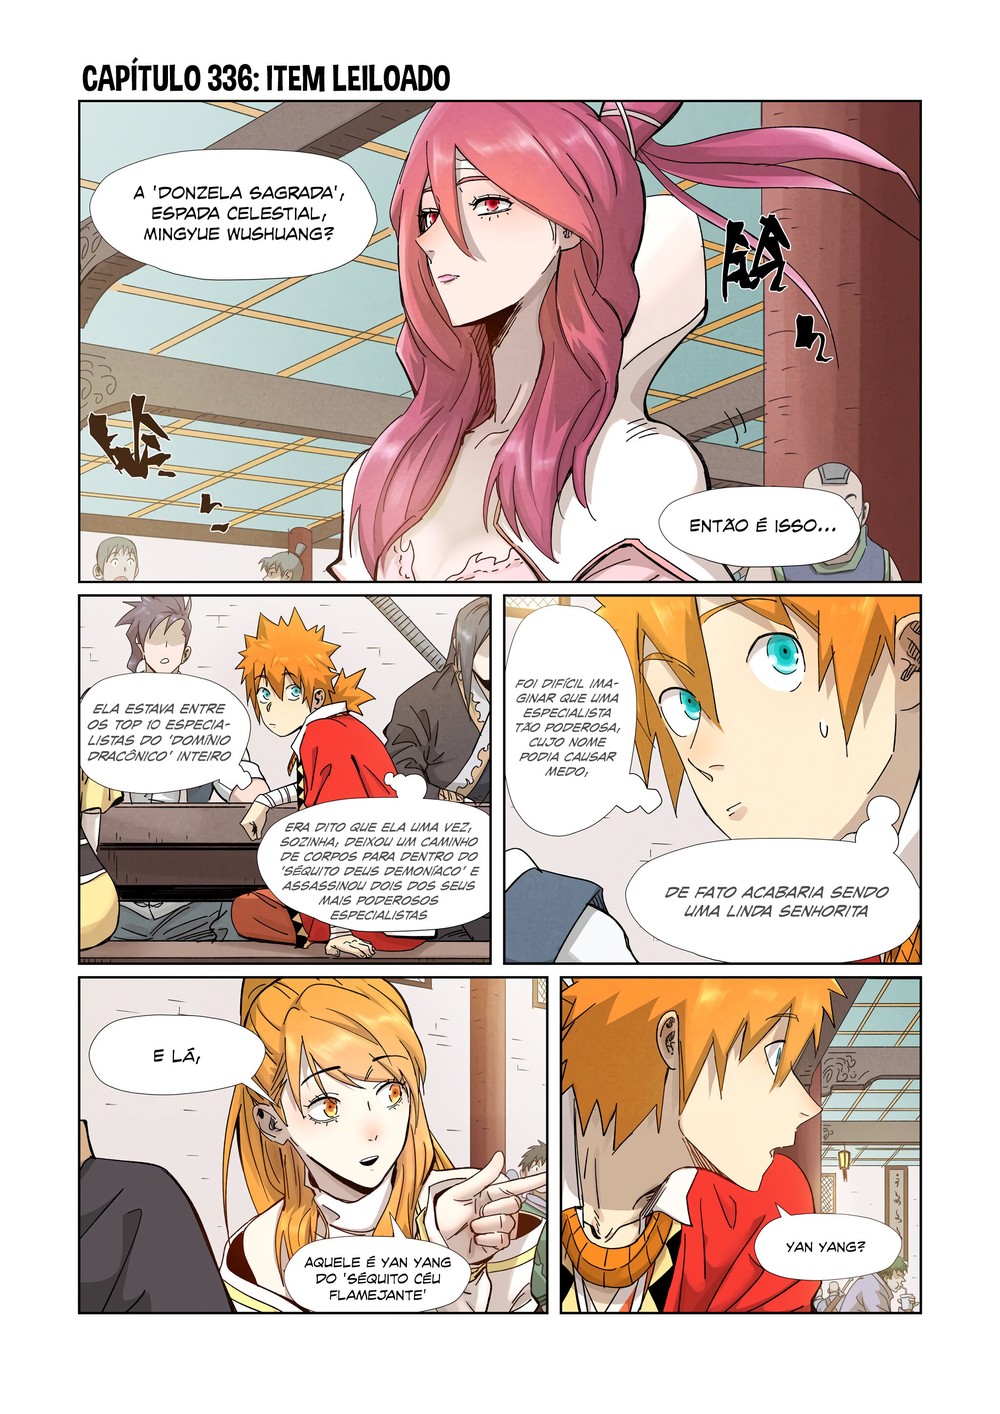 CAPÍTULO 336: ITEM LEILOADO
A 'DONZELA SAGRADA',
ESPADA CELESTIAL,
MINGYUE WUSHUANG?
ENTÃO É ISSO...
ELA ESTAVA ENTRE
OS TOP 10 ESPECIA-
LISTAS DO 'DOMÍNIO
DRACÔNICO' INTEIRO
ERA DITO QUE ELA UMA VEZ,
SOZINHA, DEIXOU UM CAMINHO
DE CORPOS PARA DENTRO DO
'SÉQUITO DEUS DEMONÍACO' E
ASSASSINOU DOIS DOS SEUS
MAIS PODEROSOS
ESPECIALISTAS
FOI DIFÍCIL IMA-
GINAR QUE UMA
ESPECIALISTA
TÃO PODEROSA,
CUJO NOME
PODIA CAUSAR
MEDO,
DE FATO ACABARIA SENDO
UMA LINDA SENHORITA
E LÁ,
AQUELE É YAN YANG
DO 'SÉQUITO CÉU
FLAMEJANTE'
YAN YANG?